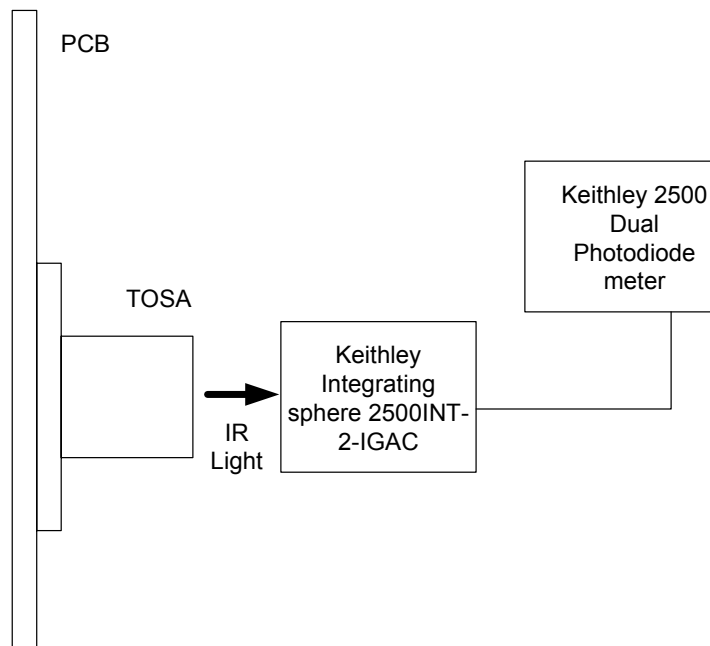 PCB
Keithley 2500
Dual
Photodiode
meter
TOSA
Keithley
Integrating
sphere 2500INT-
2-IGAC
IR
Light